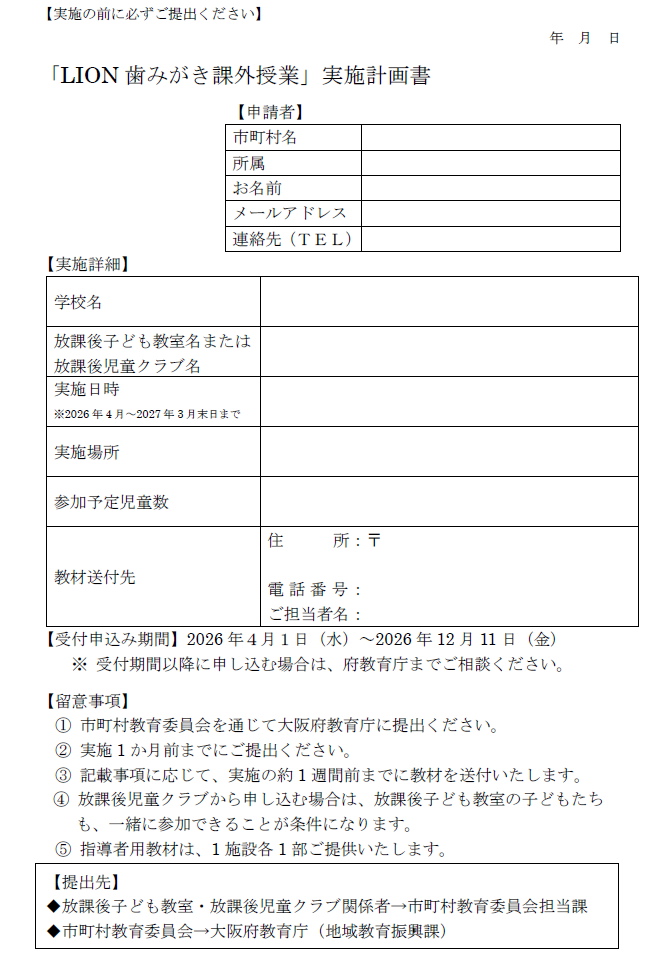 【実施の前に必ずご提出ください】
年 月 日
「LION 歯みがき課外授業」実施計画書
【申請者】
市町村名
所属
お名前
メールアドレス
連絡先（ＴＥＬ）
【実施詳細】
学校名
放課後子ども教室名または
放課後児童クラブ名
実施日時
※2026 年４月～2027 年３月末日まで
実施場所
参加予定児童数
教材送付先
住　　　所：〒
電 話 番 号：
ご担当者名：
【受付申込み期間】2026 年４月１日（水）～2026 年 12 月 11 日（金）
※ 受付期間以降に申し込む場合は、府教育庁までご相談ください。
【留意事項】
① 市町村教育委員会を通じて大阪府教育庁に提出ください。
② 実施１か月前までにご提出ください。
③ 記載事項に応じて、実施の約１週間前までに教材を送付いたします。
④ 放課後児童クラブから申し込む場合は、放課後子ども教室の子どもたち
も、一緒に参加できることが条件になります。
⑤ 指導者用教材は、１施設各１部ご提供いたします。
【提出先】
◆放課後子ども教室・放課後児童クラブ関係者→市町村教育委員会担当課
◆市町村教育委員会→大阪府教育庁（地域教育振興課）